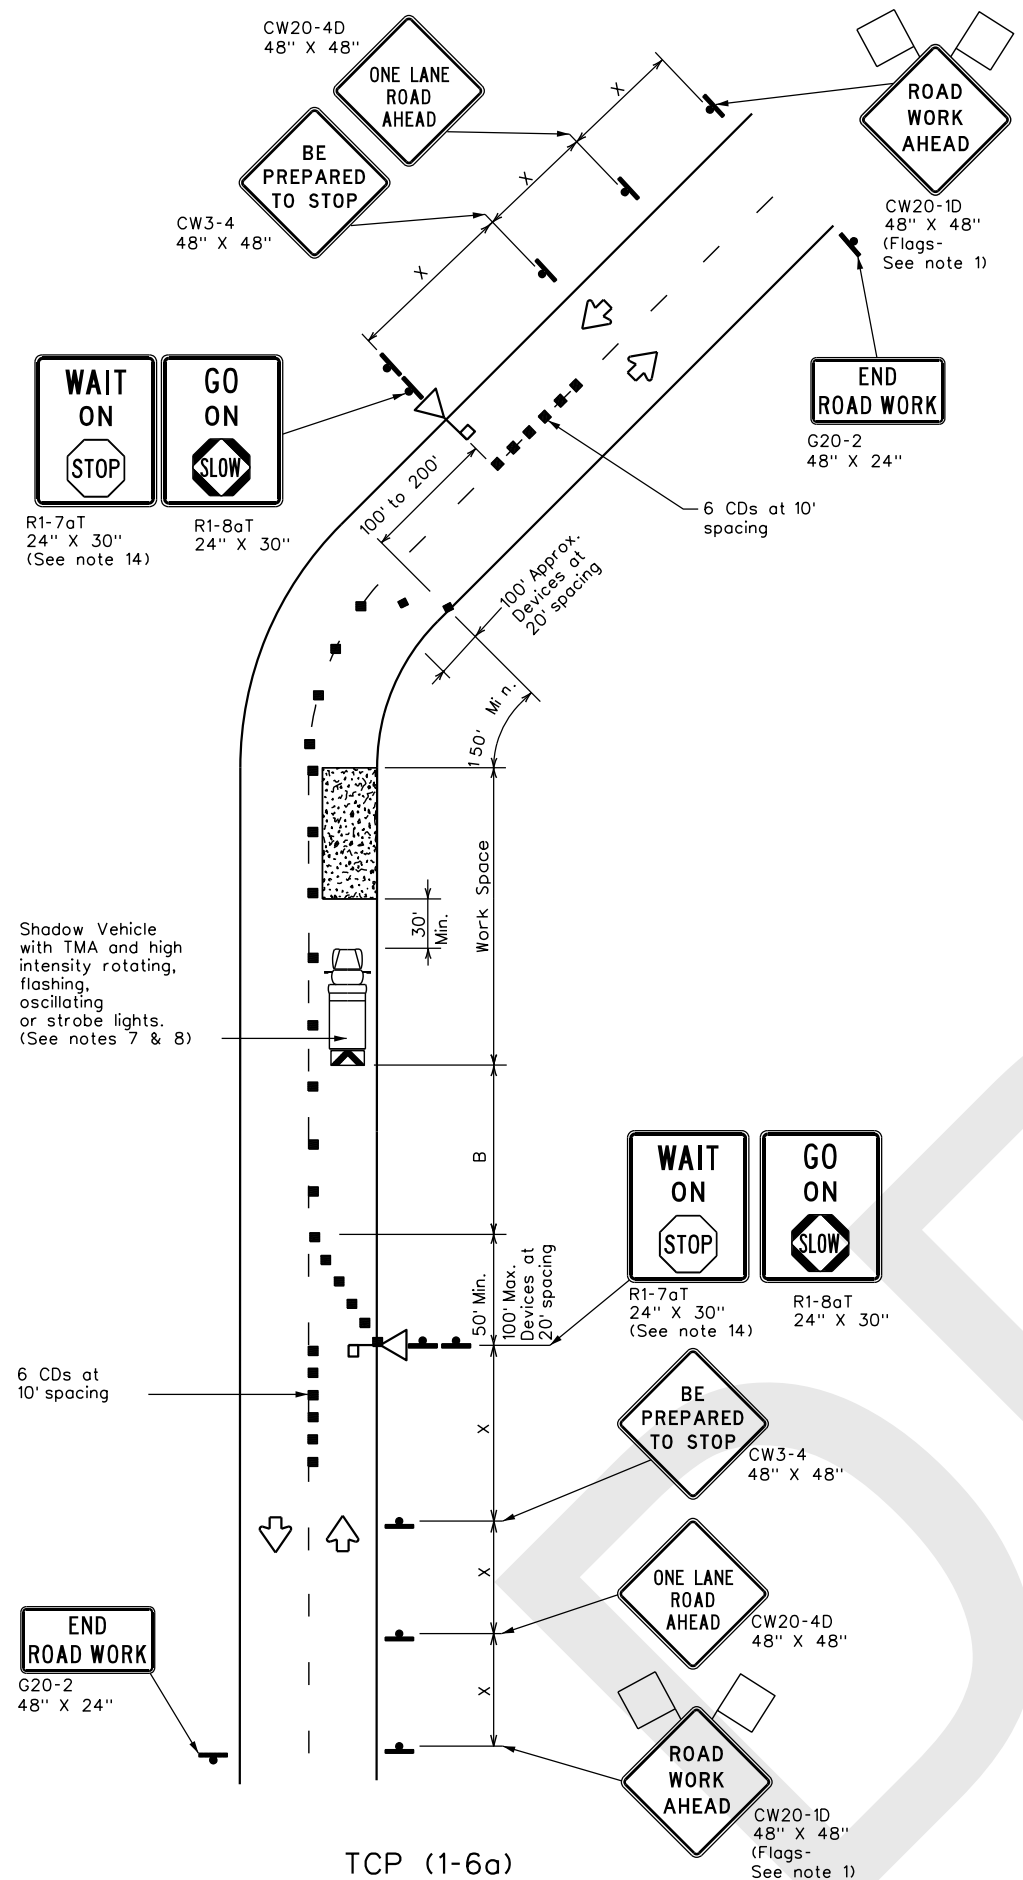 CW20-4D
48" X 48"
ONE LANE
ROAD
AHEAD
ROAD
WORK
AHEAD
CW20-1D
48" X 48"
(Flags-
See note 1)
BE
PREPARED
TO STOP
CW3-4
48" X 48"
X
X
X
WAIT
ON
STOP
R1-7aT
24" X 30"
(See note 14)
GO
ON
SLOW
R1-8aT
24" X 30"
END
ROAD WORK
G20-2
48" X 24"
6 CDs at 10'
spacing
100' to 200'
100' Approx.
Devices at
20' spacing
150' Min.
Work Space
30'
Min.
Shadow Vehicle
with TMA and high
intensity rotating,
flashing,
oscillating
or strobe lights.
(See notes 7 & 8)
B
50' Min.
100' Max.
Devices at
20' spacing
WAIT
ON
STOP
R1-7aT
24" X 30"
(See note 14)
GO
ON
SLOW
R1-8aT
24" X 30"
6 CDs at
10' spacing
X
BE
PREPARED
TO STOP
CW3-4
48" X 48"
X
ONE LANE
ROAD
AHEAD
CW20-4D
48" X 48"
END
ROAD WORK
G20-2
48" X 24"
X
ROAD
WORK
AHEAD
CW20-1D
48" X 48"
(Flags-
See note 1)
TCP (1-6a)